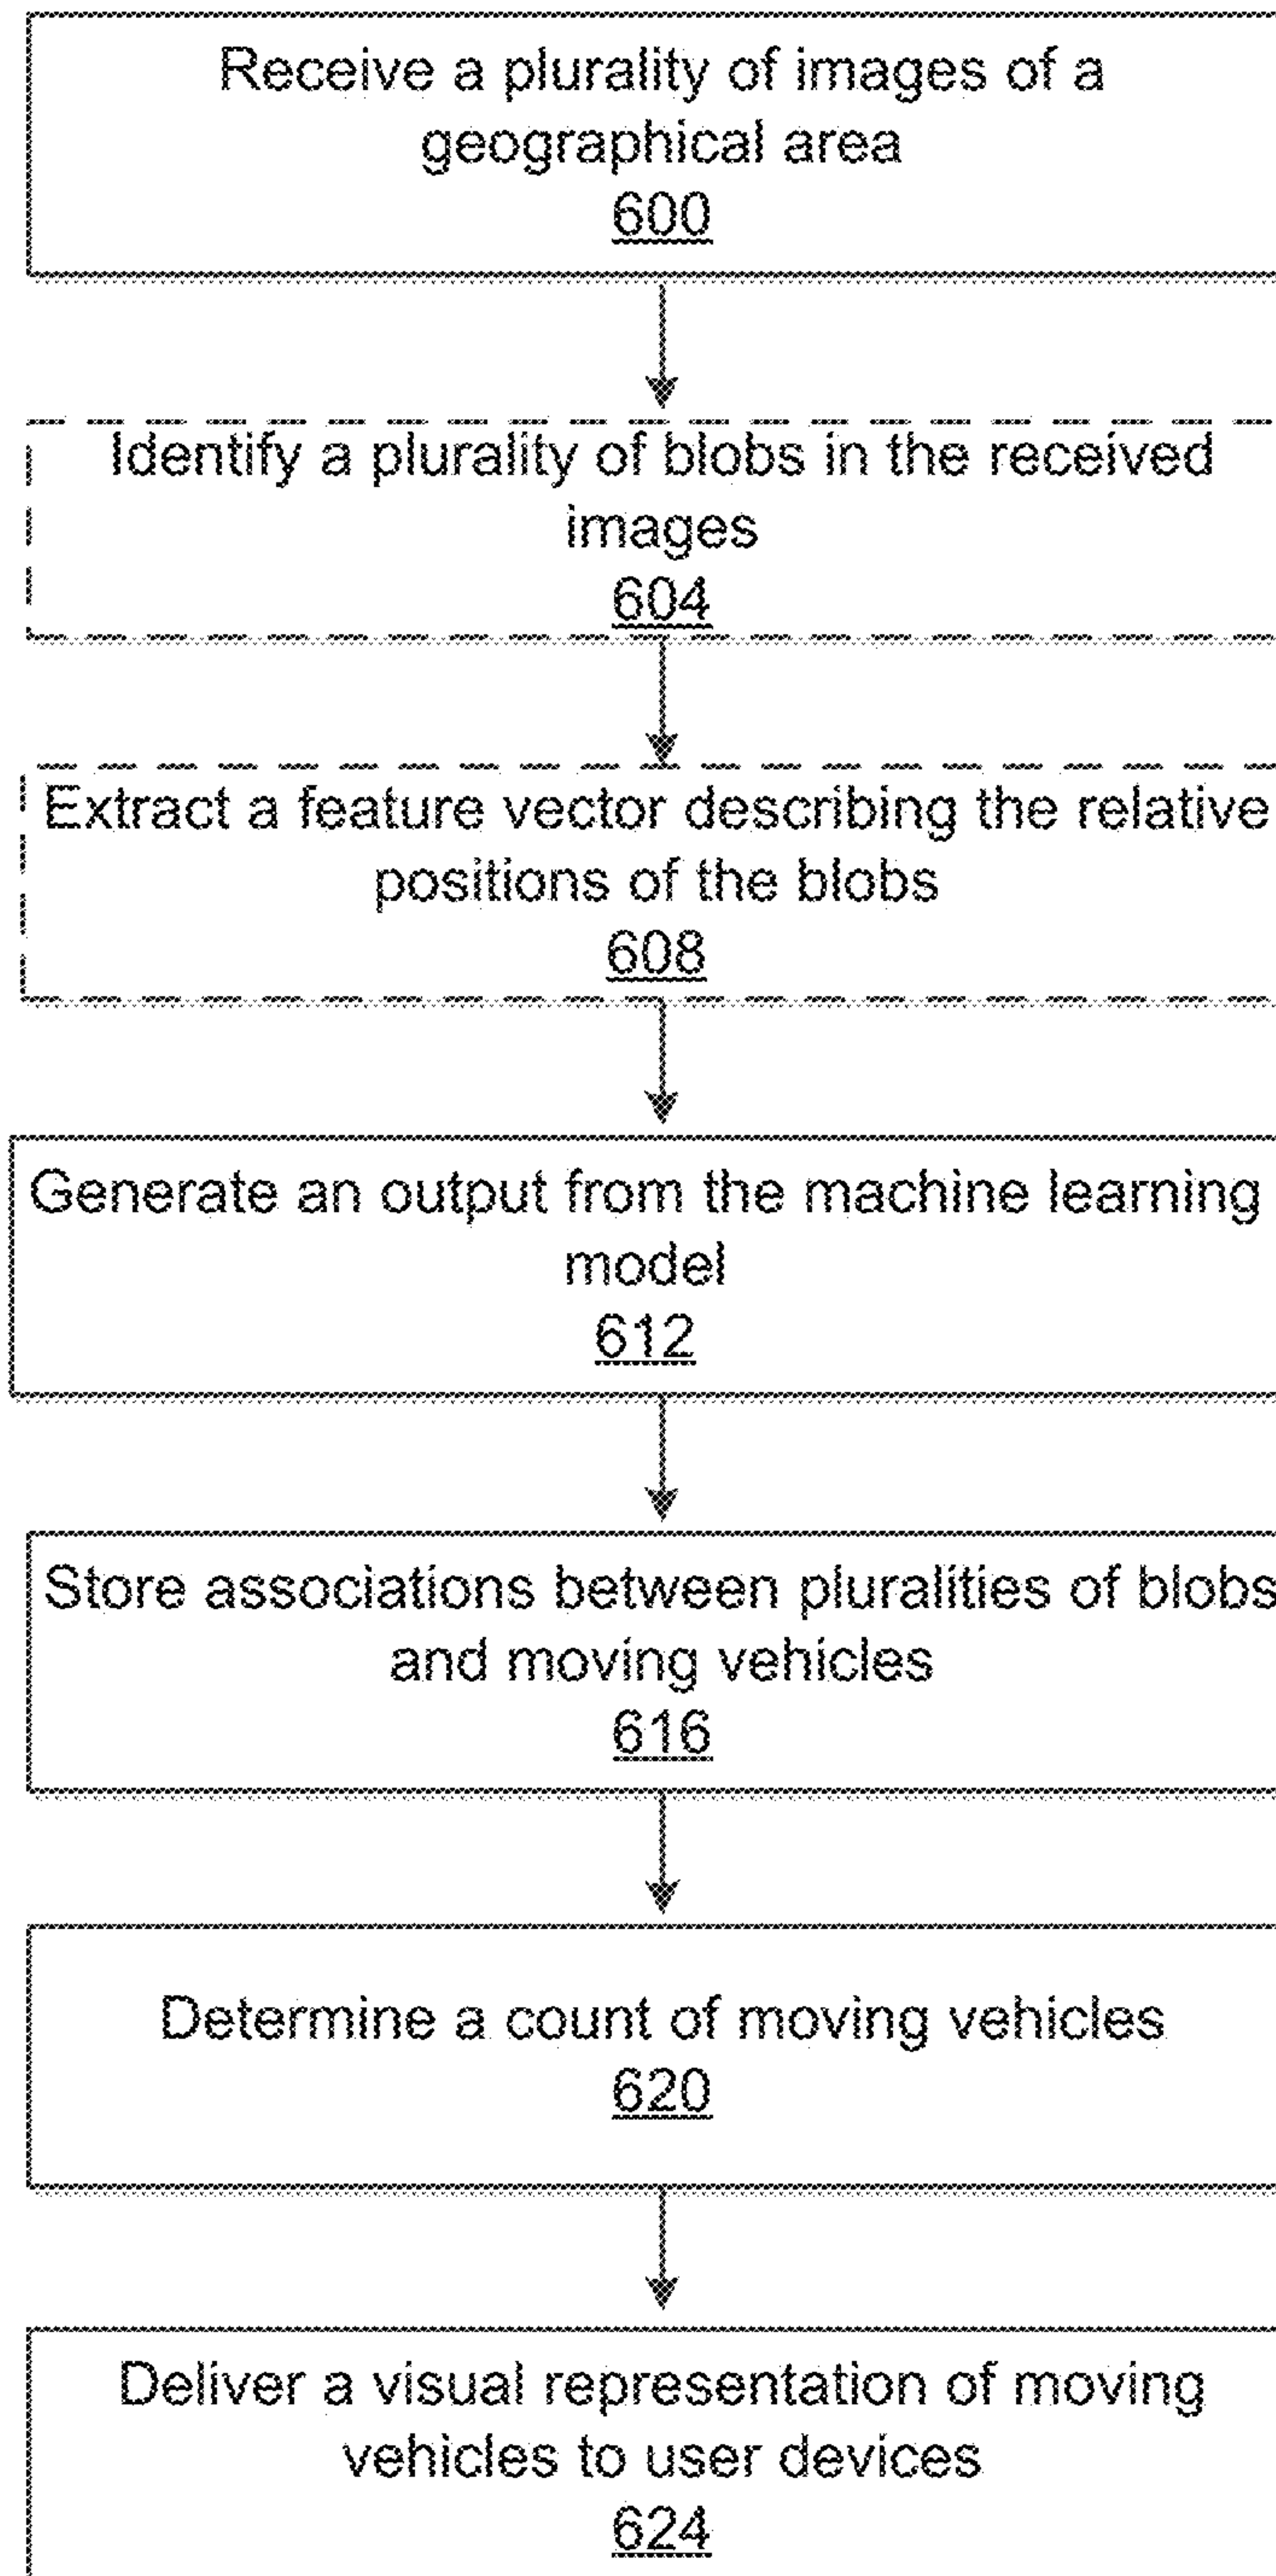 Receive a plurality of images of a
geographical area
600
Identify a plurality of blobs in the received
images
604
Extract a feature vector describing the relative
positions of the blobs
608
Generate an output from the machine learning
model
612
Store associations between pluralities of blobs
and moving vehicles
616
Determine a count of moving vehicles
620
Deliver a visual representation of moving
vehicles to user devices
624